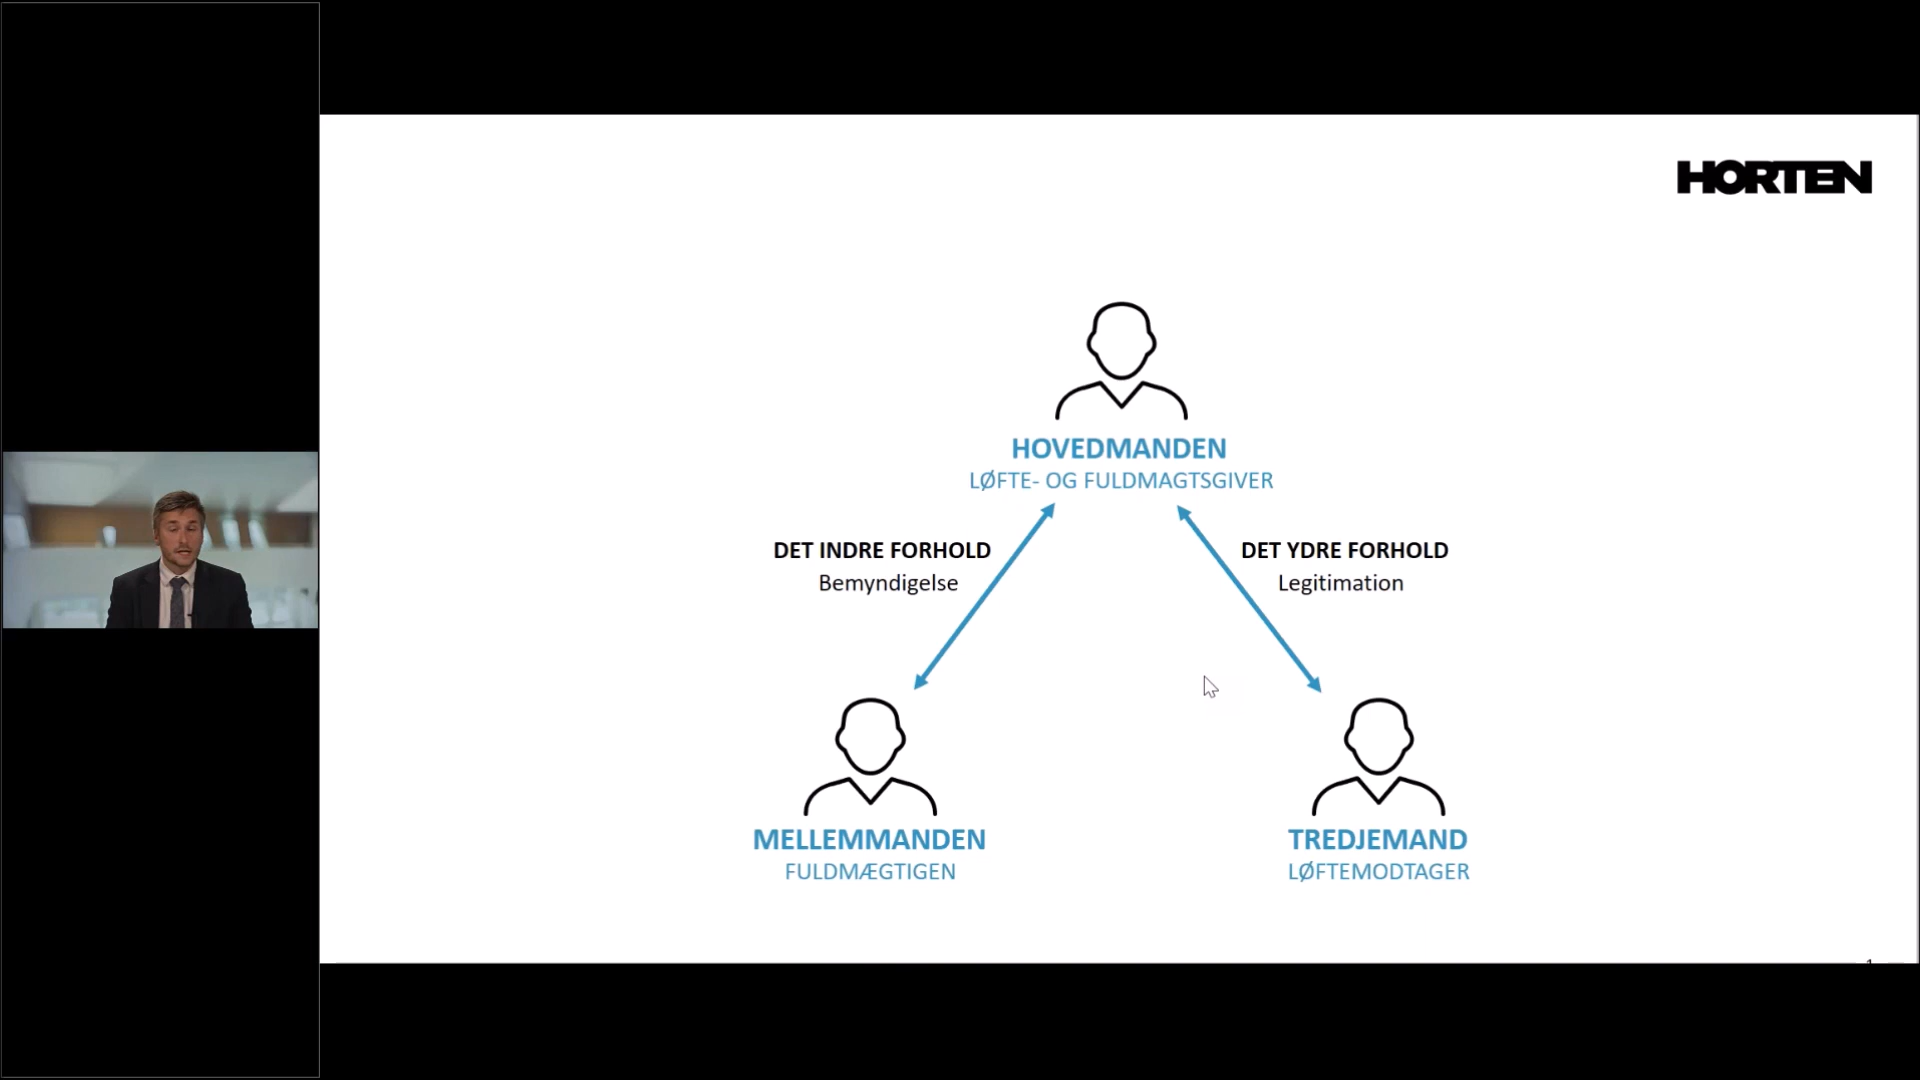 HORTEN
HOVEDMANDEN
LØFTE- OG FULDMAGTSGIVER
DET INDRE FORHOLD
Bemyndigelse
DET YDRE FORHOLD
Legitimation
MELLEMMANDEN
FULDMÆGTIGEN
TREDJEMAND
LØFTEMODTAGER